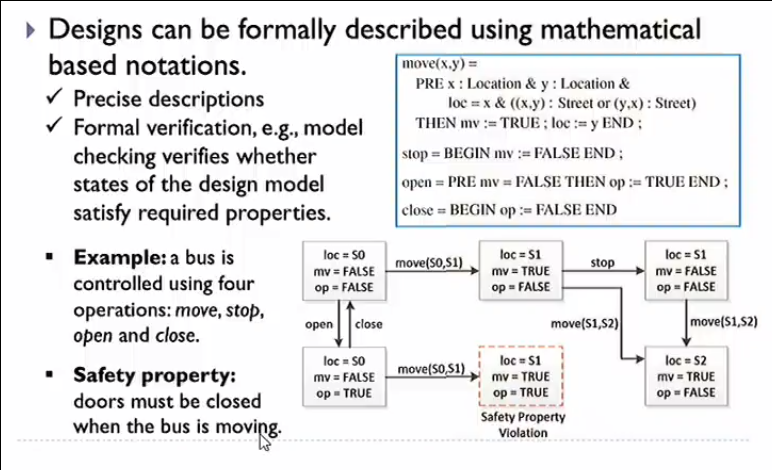 Designs can be formally described using mathematical
based notations.
✓ Precise descriptions
✓ Formal verification, e.g., model
checking verifies whether
states of the design model
satisfy required properties.
▪ Example: a bus is
controlled using four
operations: move, stop,
open and close.
▪ Safety property:
doors must be closed
when the bus is moving.
move(x,y) =
PRE x : Location & y : Location &
loc = x & ((x,y) : Street or (y,x) : Street)
THEN mv := TRUE ; loc := y END ;
stop = BEGIN mv := FALSE END ;
open = PRE mv = FALSE THEN op := TRUE END ;
close = BEGIN op := FALSE END
loc = S0
mv = FALSE
op = FALSE
move(S0,S1)
loc = S1
mv = TRUE
op = FALSE
stop
loc = S1
mv = FALSE
op = FALSE
open
close
move(S1,S2)
move(S1,S2)
loc = S0
mv = FALSE
op = TRUE
move(S0,S1)
loc = S1
mv = TRUE
op = TRUE
loc = S2
mv = TRUE
op = FALSE
Safety Property
Violation